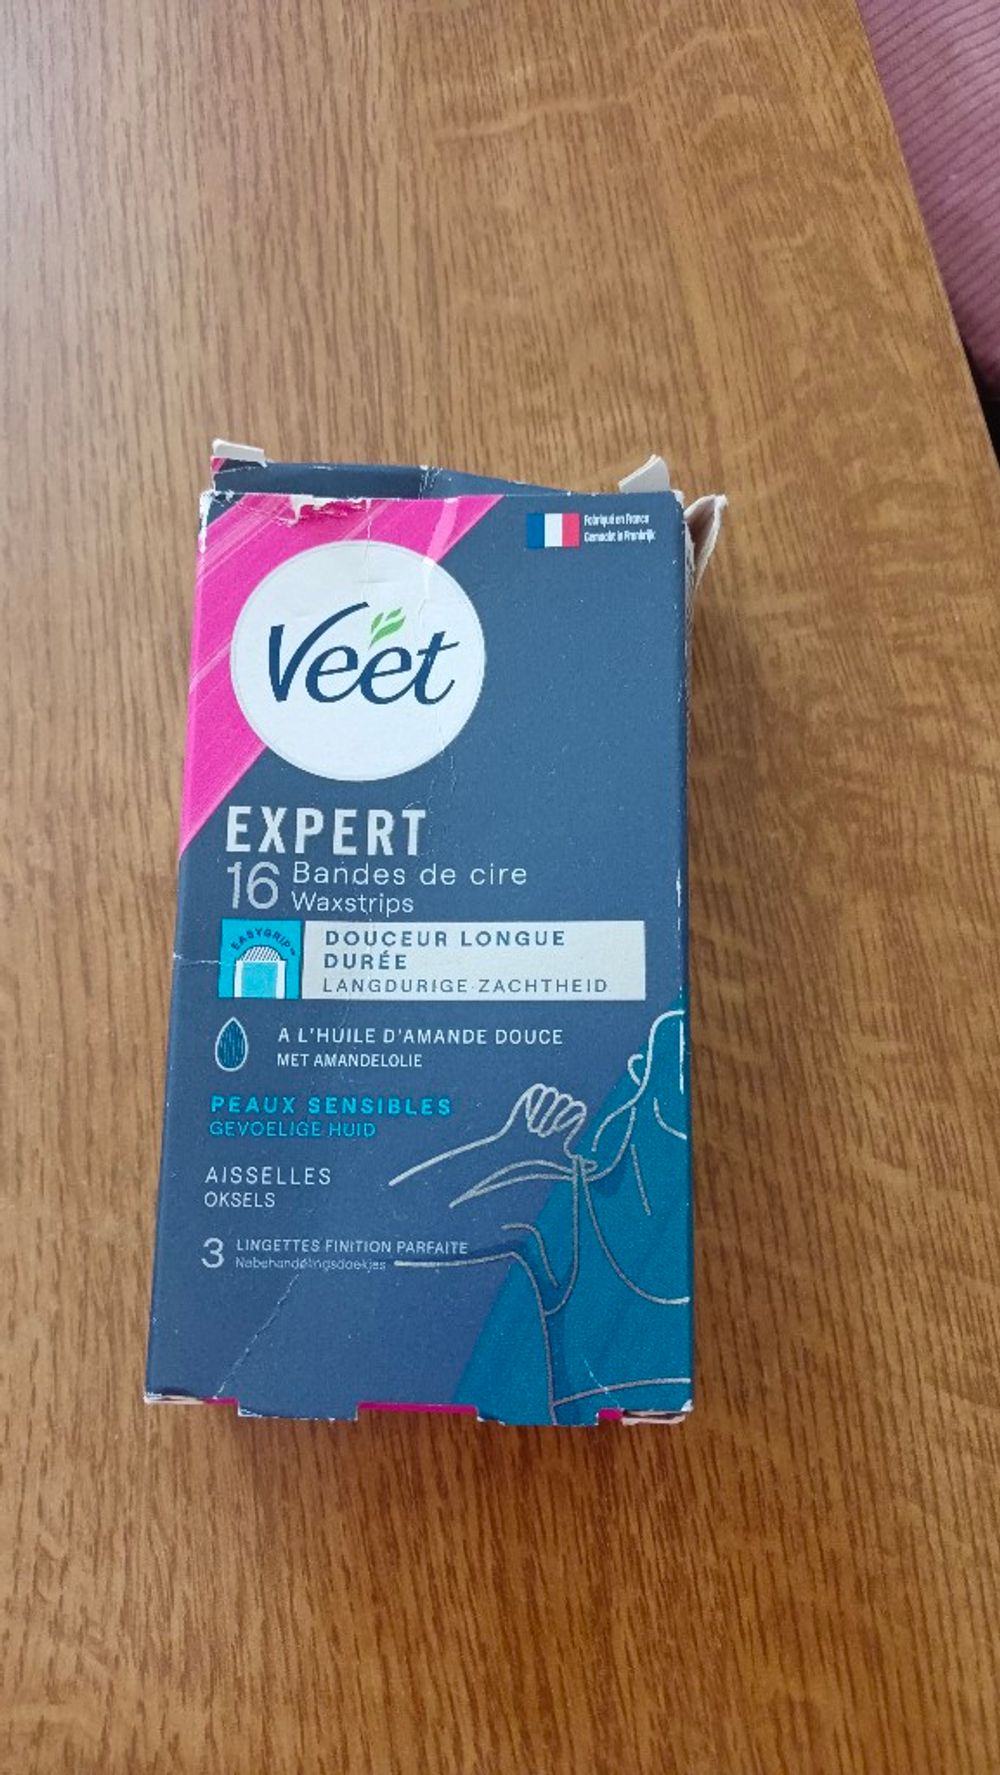 Fabriqué en France
Gemaakt in Frankrijk
Veet
EXPERT
16 Bandes de cire
Waxstrips
EASYGRIP™
DOUCEUR LONGUE
DURÉE
LANGDURIGE ZACHTHEID
A L'HUILE D'AMANDE DOUCE
MET AMANDELOLIE
PEAUX SENSIBLES
GEVOELIGE HUID
AISSELLES
OKSELS
3 LINGETTES FINITION PARFAITE
Nabehandelingsdoekjes